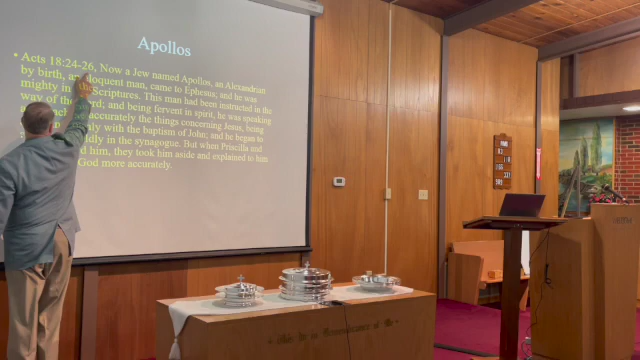 Apollos
• Acts 18:24-26, Now a Jew named Apollos, an Alexandrian
by birth, an eloquent man, came to Ephesus; and he was
mighty in the Scriptures. This man had been instructed in the
way of the Lord; and being fervent in spirit, he was speaking
accurately the things concerning Jesus, being
with the baptism of John; and he began to
in the synagogue. But when Priscilla and
him, they took him aside and explained to him
God more accurately.
in Remembrance of Me